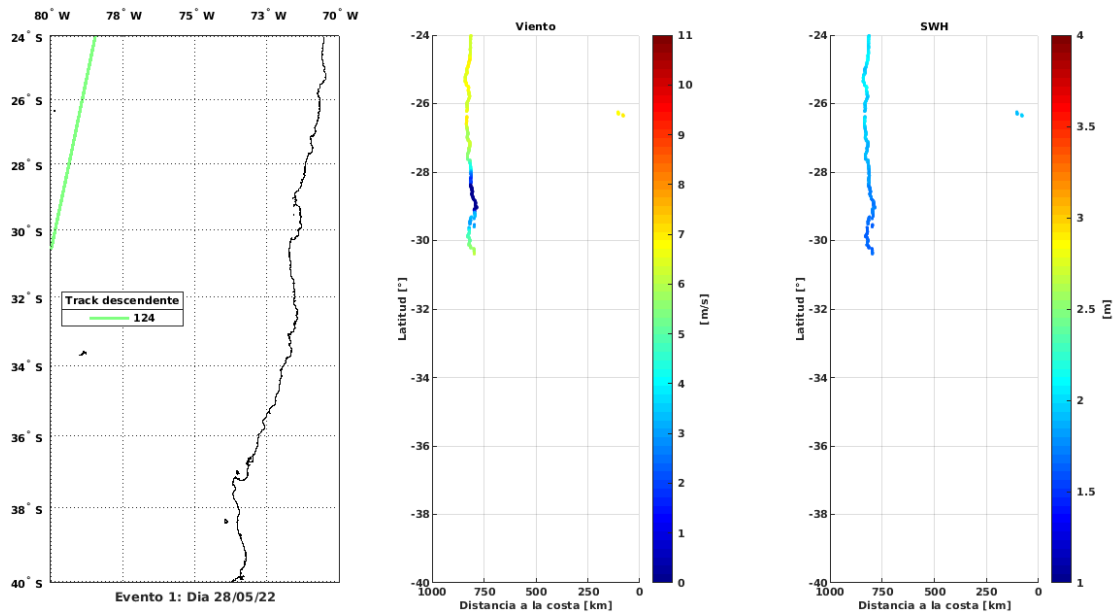 80 ° W 78 ° W 75 ° W 73 ° W 70 ° W
24 ° S
26 ° S
28 ° S
30 ° S
32 ° S
34 ° S
36 ° S
38 ° S
40 ° S
Track descendente
124
Evento 1: Dia 28/05/22
Viento
Latitud [°]
-24
-26
-28
-30
-32
-34
-36
-38
-40
1000 750 500 250 0
Distancia a la costa [km]
11
10
9
8
7
6
5
4
3
2
1
0
[m/s]
SWH
Latitud [°]
-24
-26
-28
-30
-32
-34
-36
-38
-40
1000 750 500 250 0
Distancia a la costa [km]
4
3.5
3
2.5
2
1.5
1
[m]